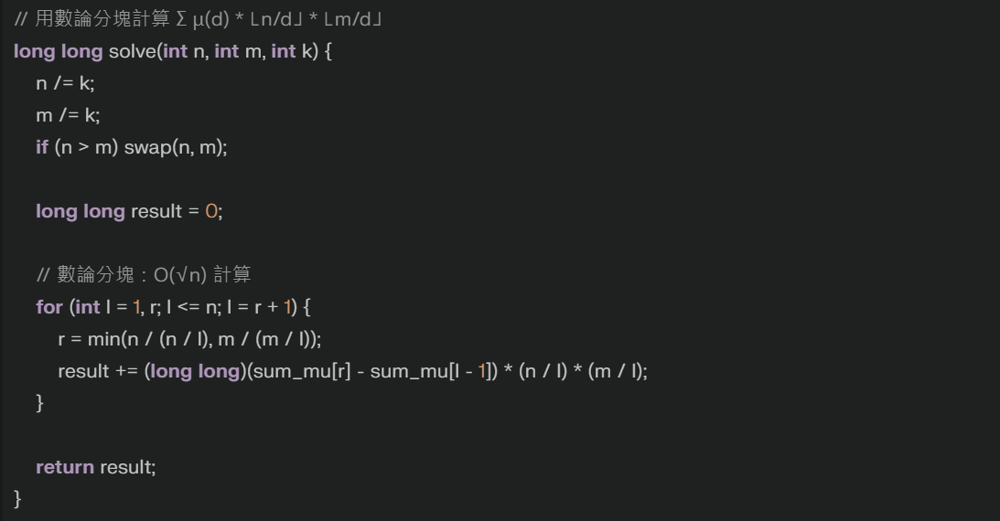 // 用數論分塊計算 Σ μ(d) * ⌊n/d⌋ * ⌊m/d⌋
long long solve(int n, int m, int k) {
    n /= k;
    m /= k;
    if (n > m) swap(n, m);
    long long result = 0;
    // 數論分塊：O(√n) 計算
    for (int l = 1, r; l <= n; l = r + 1) {
        r = min(n / (n / l), m / (m / l));
        result += (long long)(sum_mu[r] - sum_mu[l - 1]) * (n / l) * (m / l);
    }
    return result;
}